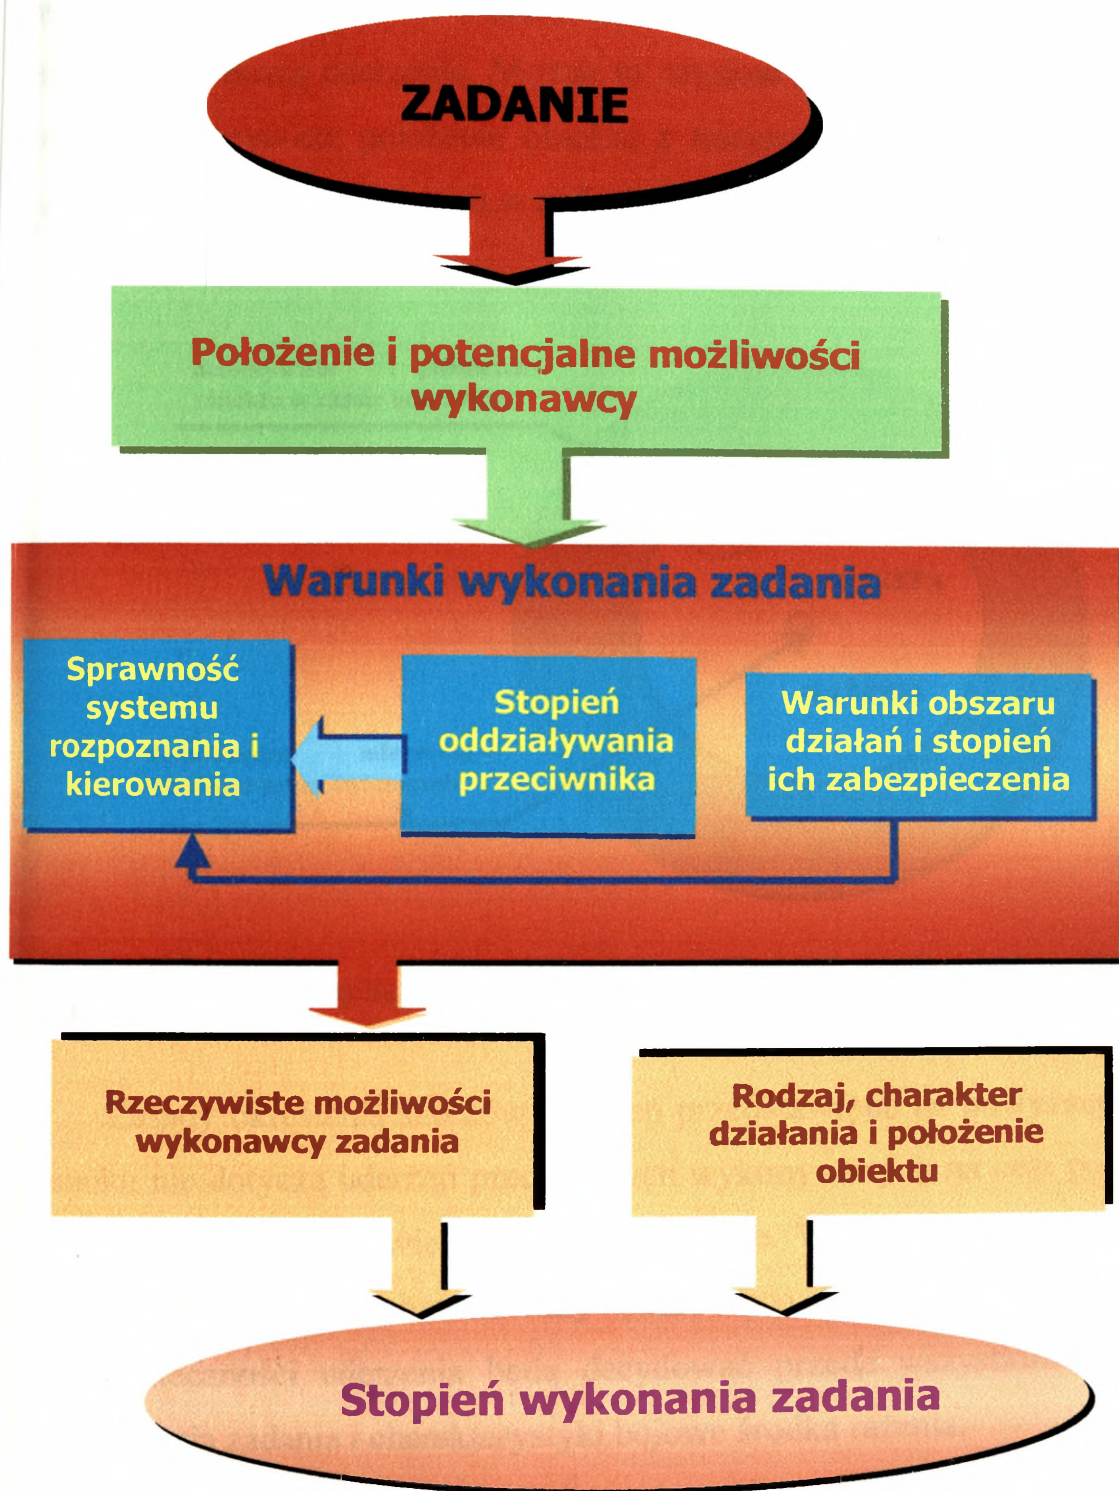 ZADANIE
Położenie i potencjalne możliwości
wykonawcy
Warunki wykonania zadania
Sprawność
systemu
rozpoznania i
kierowania
Stopień
oddziaływania
przeciwnika
Warunki obszaru
działań i stopień
ich zabezpieczenia
Rzeczywiste możliwości
wykonawcy zadania
Rodzaj, charakter
działania i położenie
obiektu
Stopień wykonania zadania